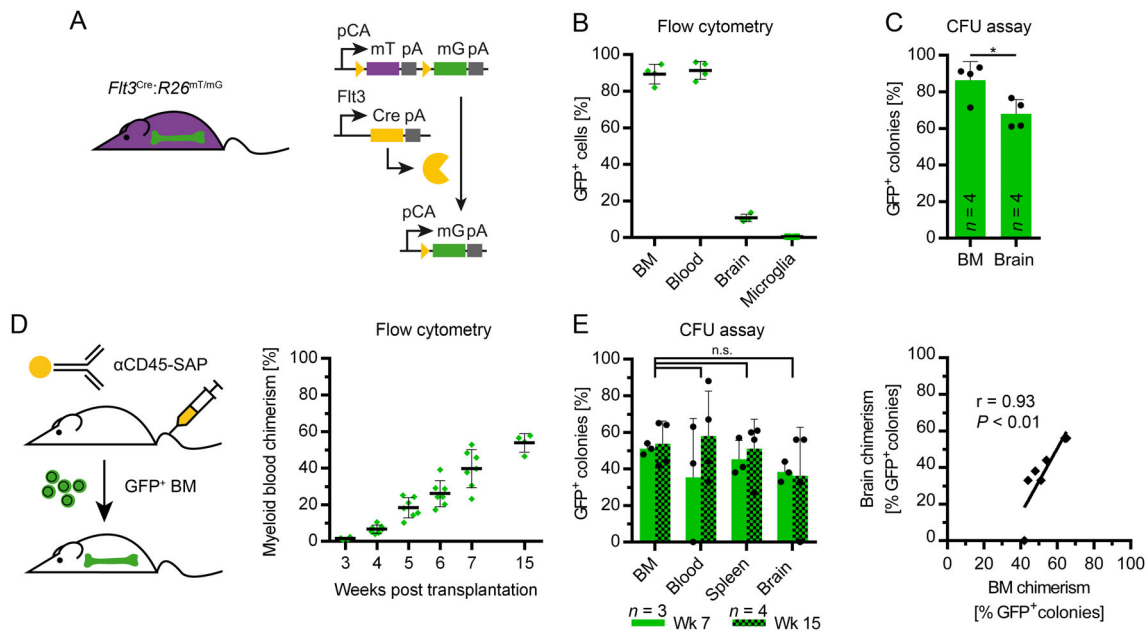 A
Flt3Cre:R26mT/mG
pCA
mT pA mG pA
Flt3
Cre pA
pCA
mG pA
B
Flow cytometry
GFP+ cells [%]
100
80
60
40
20
10
0
BM
Blood
Brain
Microglia
C
CFU assay
*
GFP+ colonies [%]
100
80
60
40
20
0
n = 4
n = 4
BM Brain
D
αCD45-SAP
GFP+ BM
Flow cytometry
Myeloid blood chimerism [%]
100
80
60
40
20
0
3 4 5 6 7 15
Weeks post transplantation
E
CFU assay
n.s.
GFP+ colonies [%]
100
80
60
40
20
0
BM
Blood
Spleen
Brain
n = 3 n = 4
Wk 7 Wk 15
Brain chimerism
[% GFP+colonies]
100
80
60
40
20
0
r = 0.93
P < 0.01
0 20 40 60 80 100
BM chimerism
[% GFP+colonies]